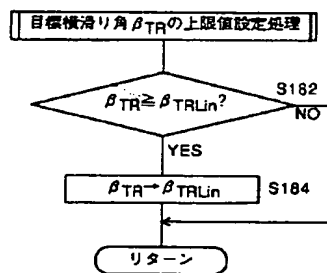 目標横滑り角βTRの上限値設定処理
S182
βTR≧βTRLin?
NO
YES
βTR→βTRLin
S184
リターン